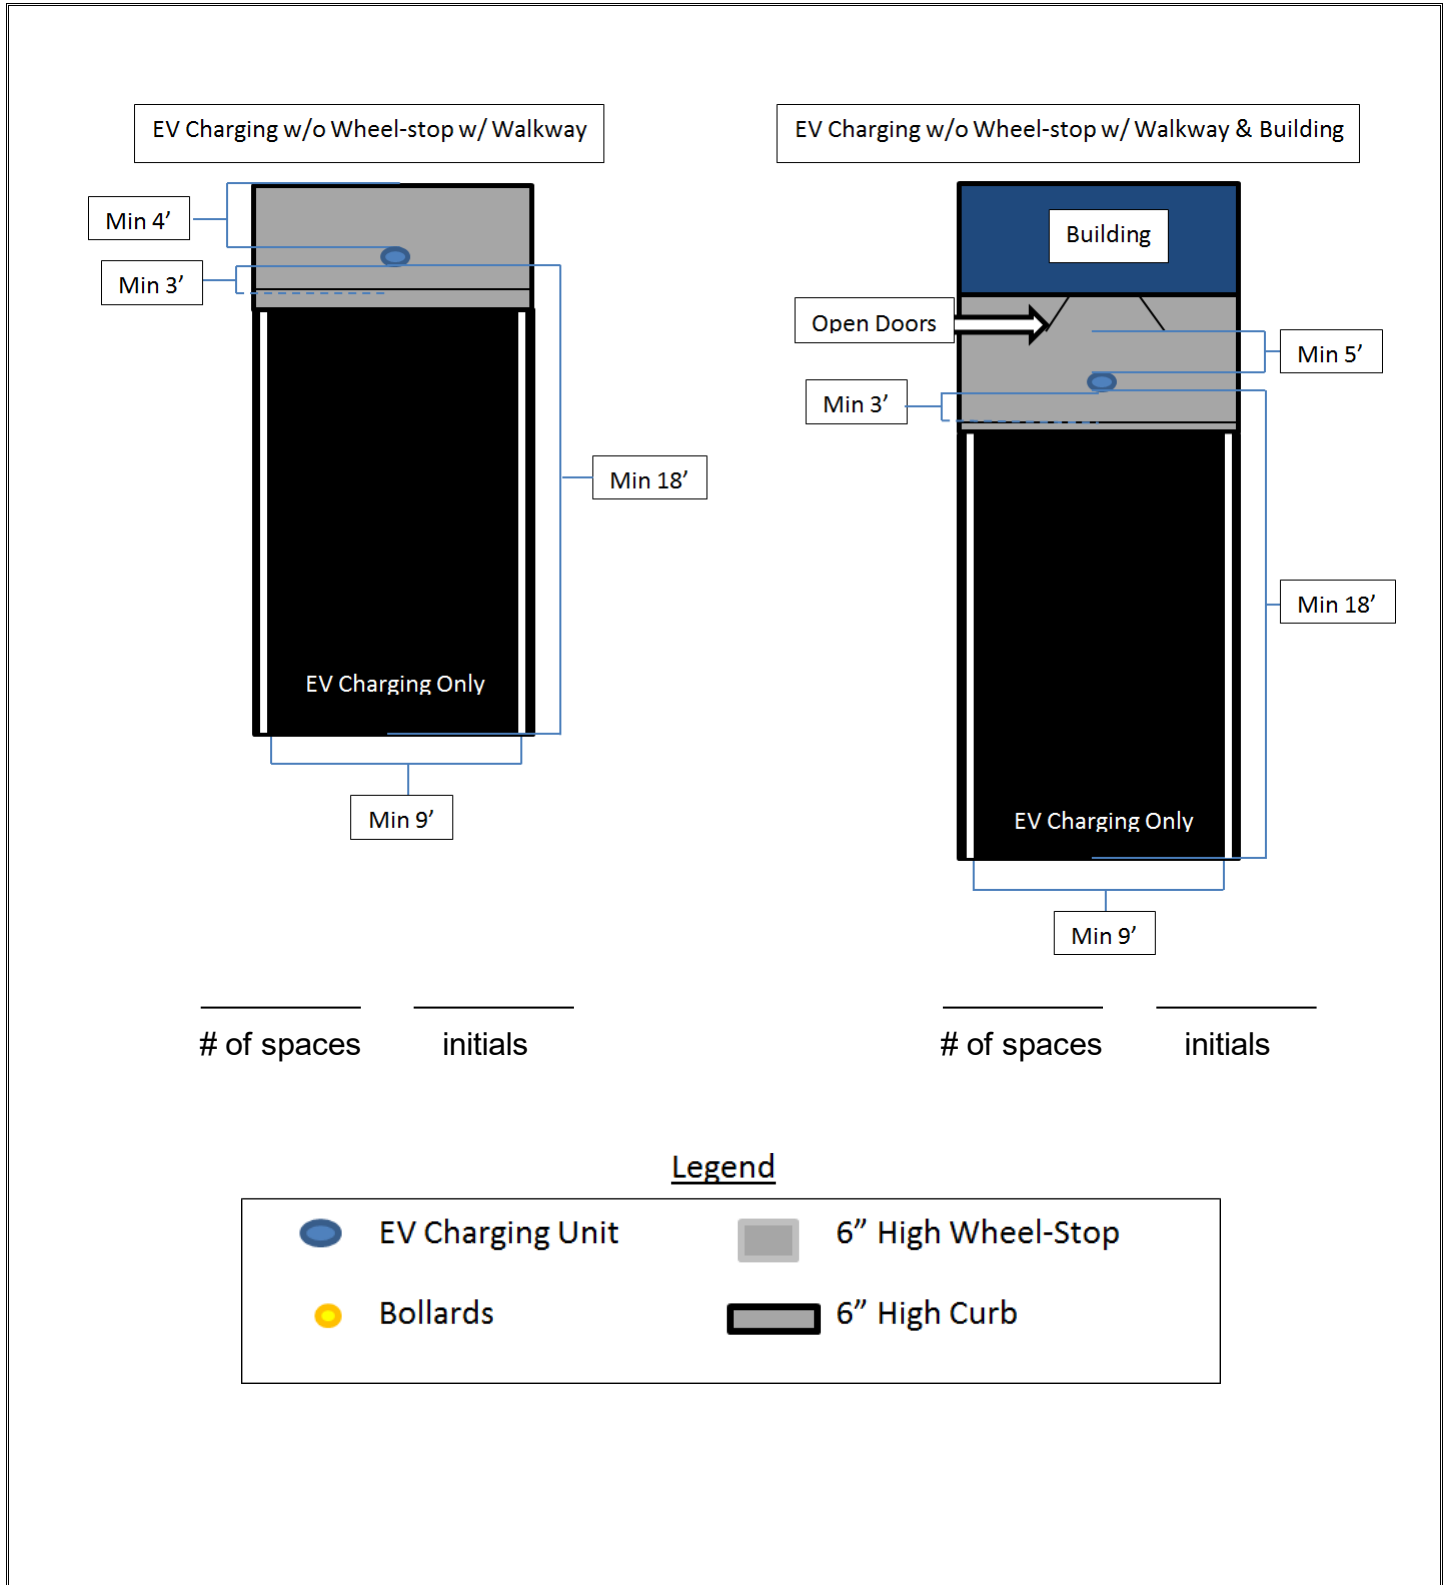 EV Charging w/o Wheel-stop w/ Walkway
Min 4’
Min 3’
Min 18’
EV Charging Only
Min 9’
# of spaces
initials
EV Charging w/o Wheel-stop w/ Walkway & Building
Building
Open Doors
Min 5’
Min 3’
Min 18’
EV Charging Only
Min 9’
# of spaces
initials
Legend
EV Charging Unit
6” High Wheel-Stop
Bollards
6” High Curb